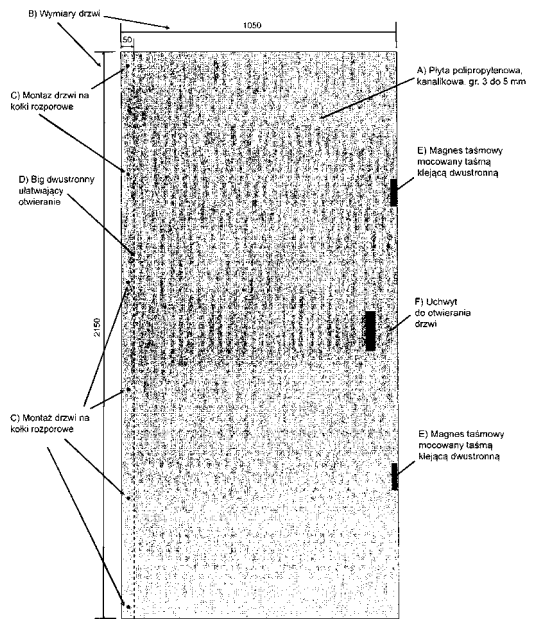 B) Wymiary drzwi
1050
50
A) Płyta polipropylenowa,
kanalikowa. gr. 3 do 5 mm
C) Montaż drzwi na
kołki rozporowe
E) Magnes taśmowy
mocowany taśmą
klejącą dwustronną
D) Big dwustronny
ułatwiający
otwieranie
F) Uchwyt
do otwierania
drzwi
2150
C) Montaż drzwi na
kołki rozporowe
E) Magnes taśmowy
mocowany taśmą
klejącą dwustronną